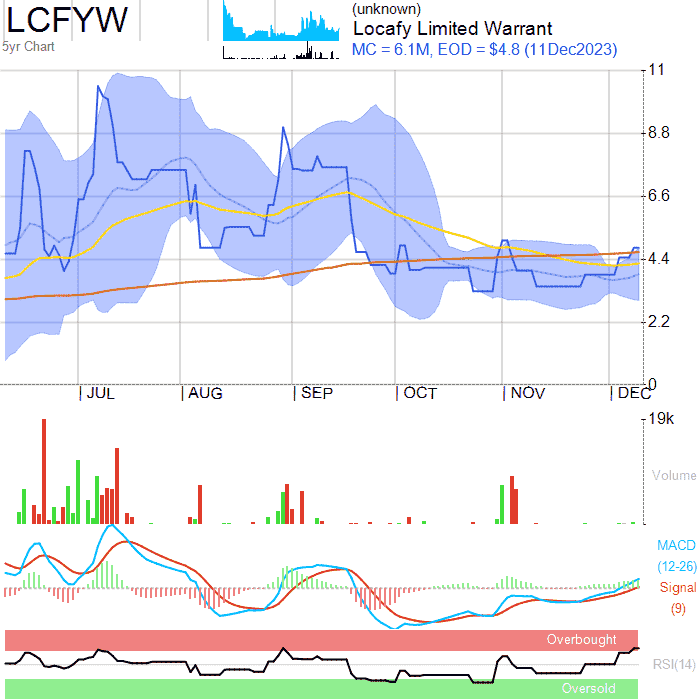 LCFYW
5yr Chart
(unknown)
Locafy Limited Warrant
MC = 6.1M, EOD = $4.8 (11Dec2023)
11
8.8
6.6
4.4
2.2
0
JUL
AUG
SEP
OCT
NOV
DEC
19k
Volume
MACD
(12-26)
Signal
(9)
Overbought
RSI(14)
Oversold